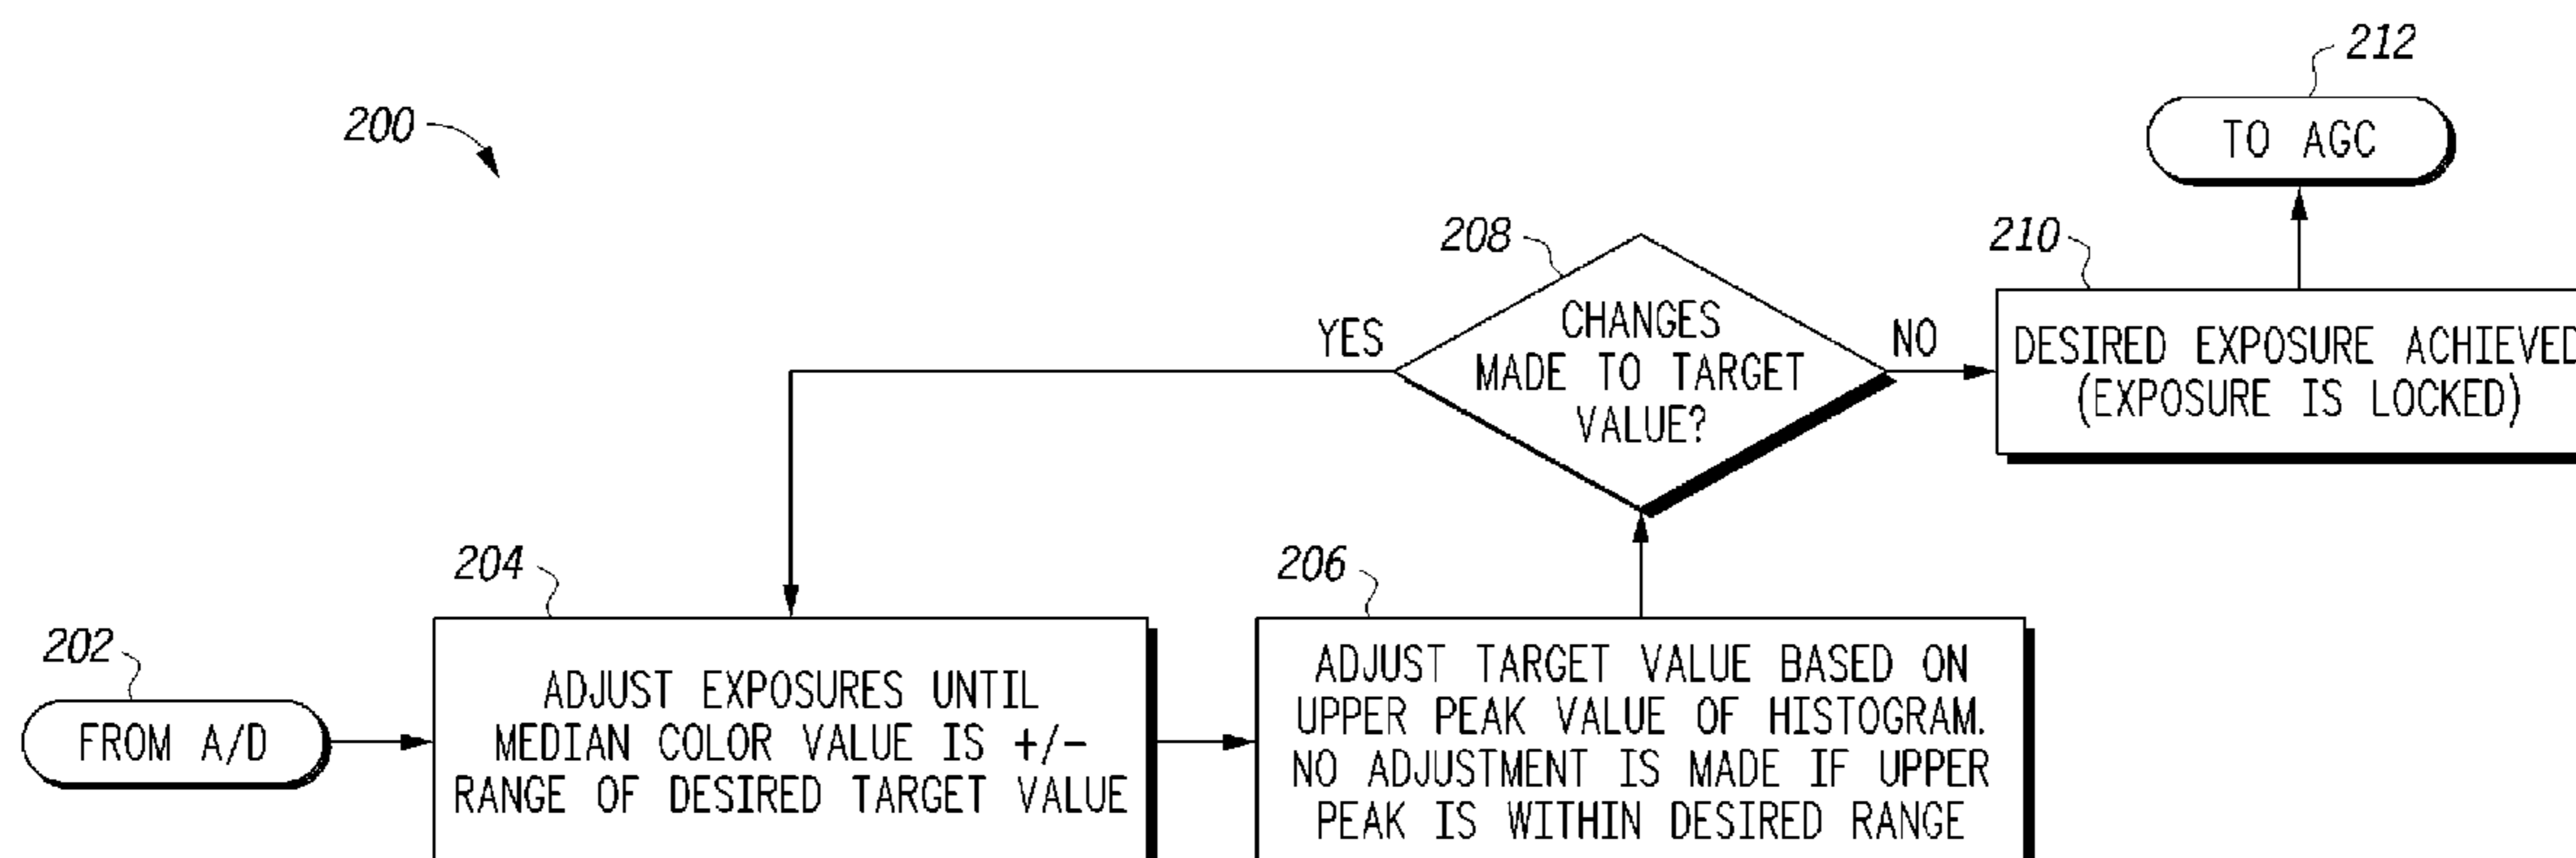 212
TO AGC
200
208
210
CHANGES
MADE TO TARGET
VALUE?
YES
NO
DESIRED EXPOSURE ACHIEVED
(EXPOSURE IS LOCKED)
204
206
202
FROM A/D
ADJUST EXPOSURES UNTIL
MEDIAN COLOR VALUE IS +/-
RANGE OF DESIRED TARGET VALUE
ADJUST TARGET VALUE BASED ON
UPPER PEAK VALUE OF HISTOGRAM.
NO ADJUSTMENT IS MADE IF UPPER
PEAK IS WITHIN DESIRED RANGE